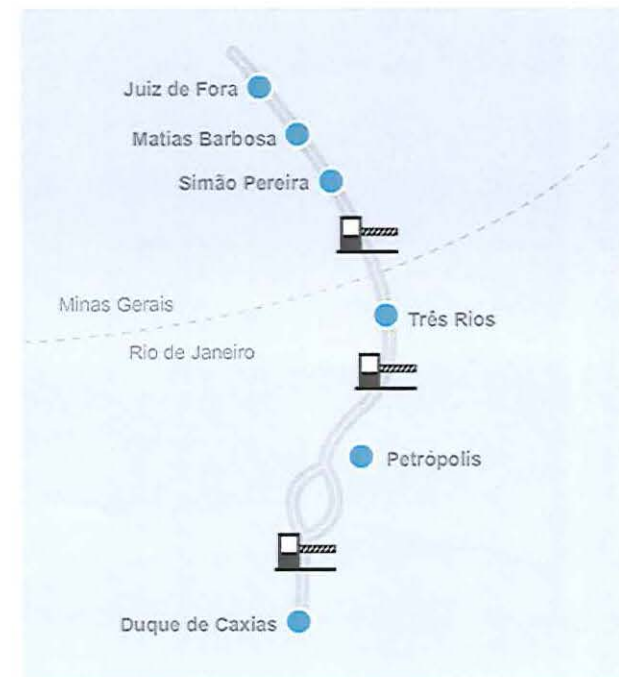 Juiz de Fora
Matias Barbosa
Simão Pereira
Minas Gerais
Três Rios
Rio de Janeiro
Petrópolis
Duque de Caxias